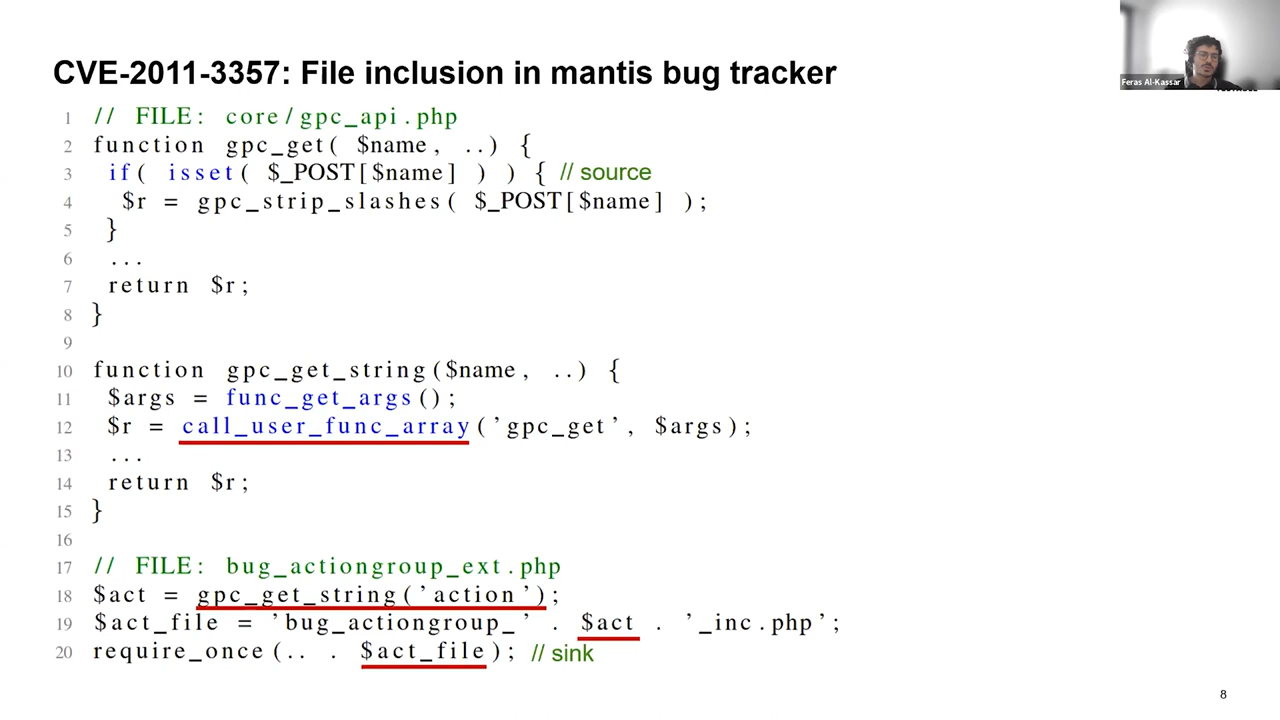 CVE-2011-3357: File inclusion in mantis bug tracker
Feras Al-Kassar
1 // FILE: core/gpc_api.php
2 function gpc_get( $name, ..) {
3 if( isset( $_POST[$name] ) ) { // source
4 $r = gpc_strip_slashes( $_POST[$name] );
5 }
6 ...
7 return $r;
8 }
9
10 function gpc_get_string($name, ..) {
11 $args = func_get_args();
12 $r = call_user_func_array('gpc_get', $args);
13 ...
14 return $r;
15 }
16
17 // FILE: bug_actiongroup_ext.php
18 $act = gpc_get_string('action');
19 $act_file = 'bug_actiongroup_' . $act . '_inc.php';
20 require_once(.. . $act_file); // sink
8